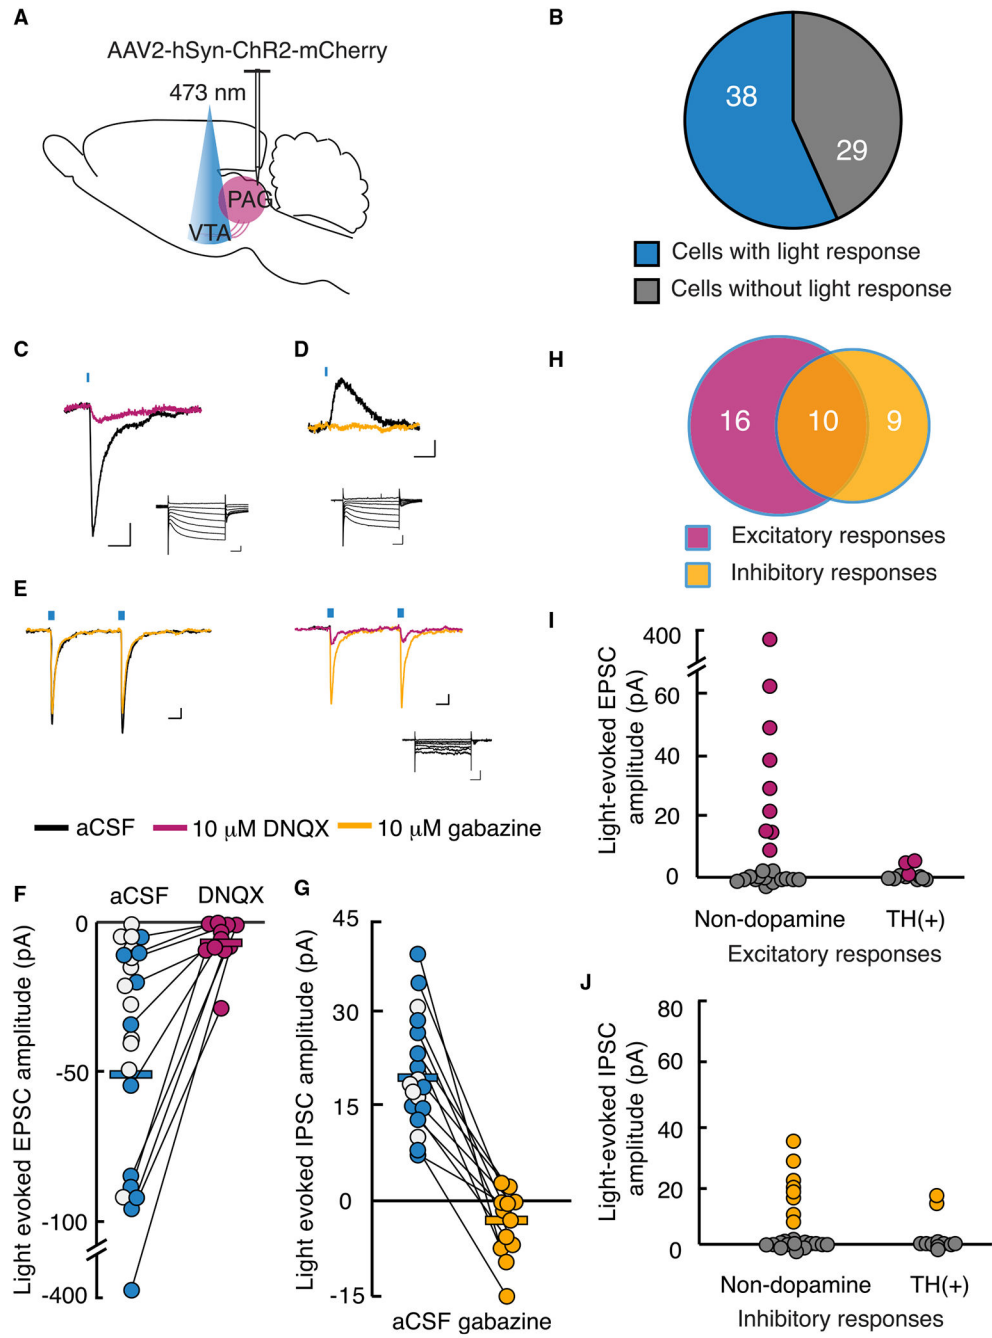 A
AAV2-hSyn-ChR2-mCherry
473 nm
PAG
VTA
B
38
29
Cells with light response
Cells without light response
C
D
H
16
10
9
Excitatory responses
Inhibitory responses
E
aCSF
10 μM DNQX
10 μM gabazine
F
aCSF
DNQX
Light evoked EPSC amplitude (pA)
0
-50
-100
-400
G
Light evoked IPSC amplitude (pA)
45
30
15
0
-15
aCSF gabazine
I
Light-evoked EPSC
amplitude (pA)
400
60
40
20
0
Non-dopamine
TH(+)
Excitatory responses
J
Light-evoked IPSC
amplitude (pA)
80
60
40
20
0
Non-dopamine
TH(+)
Inhibitory responses